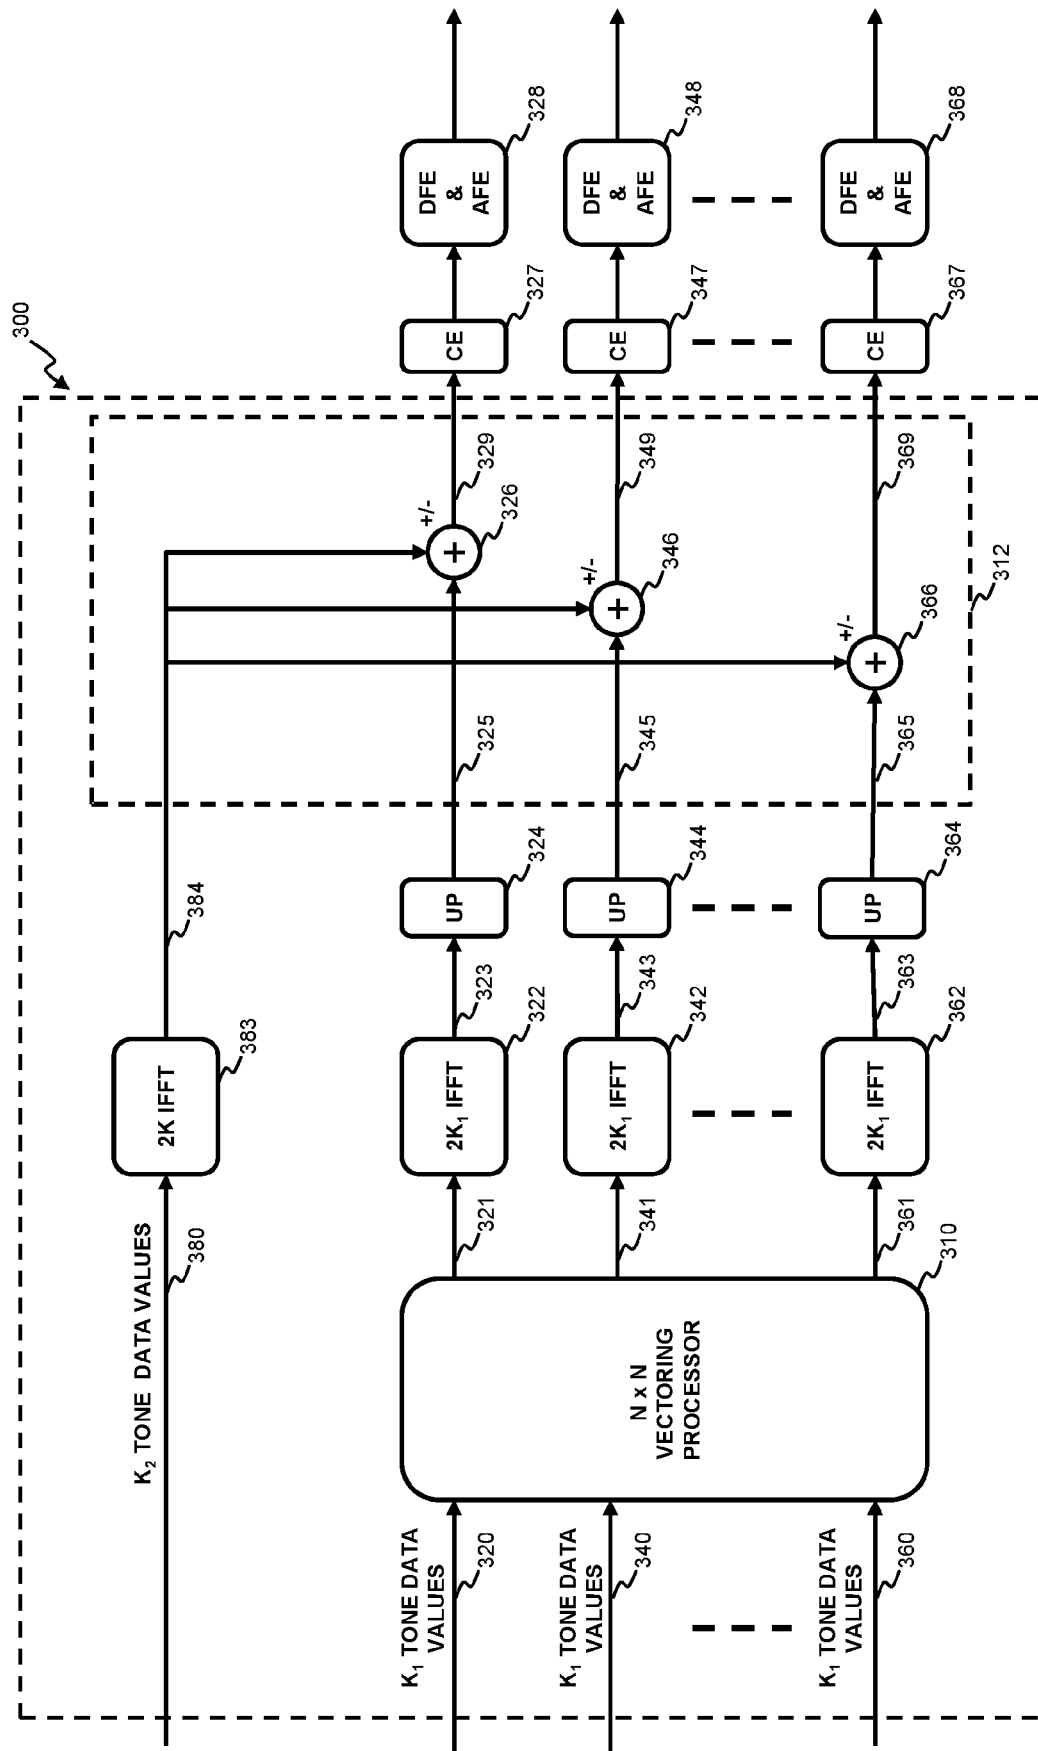 300
K₂ TONE DATA VALUES
380
2K IFFT
383
384
K₁ TONE DATA
VALUES
320
K₁ TONE DATA
VALUES
340
K₁ TONE DATA
VALUES
360
N x N
VECTORING
PROCESSOR
310
321
2K₁ IFFT
322
323
UP
324
325
+/-
+
326
329
CE
327
DFE
&
AFE
328
341
2K₁ IFFT
342
343
UP
344
345
+/-
+
346
349
CE
347
DFE
&
AFE
348
361
2K₁ IFFT
362
363
UP
364
365
+/-
+
366
369
312
CE
367
DFE
&
AFE
368